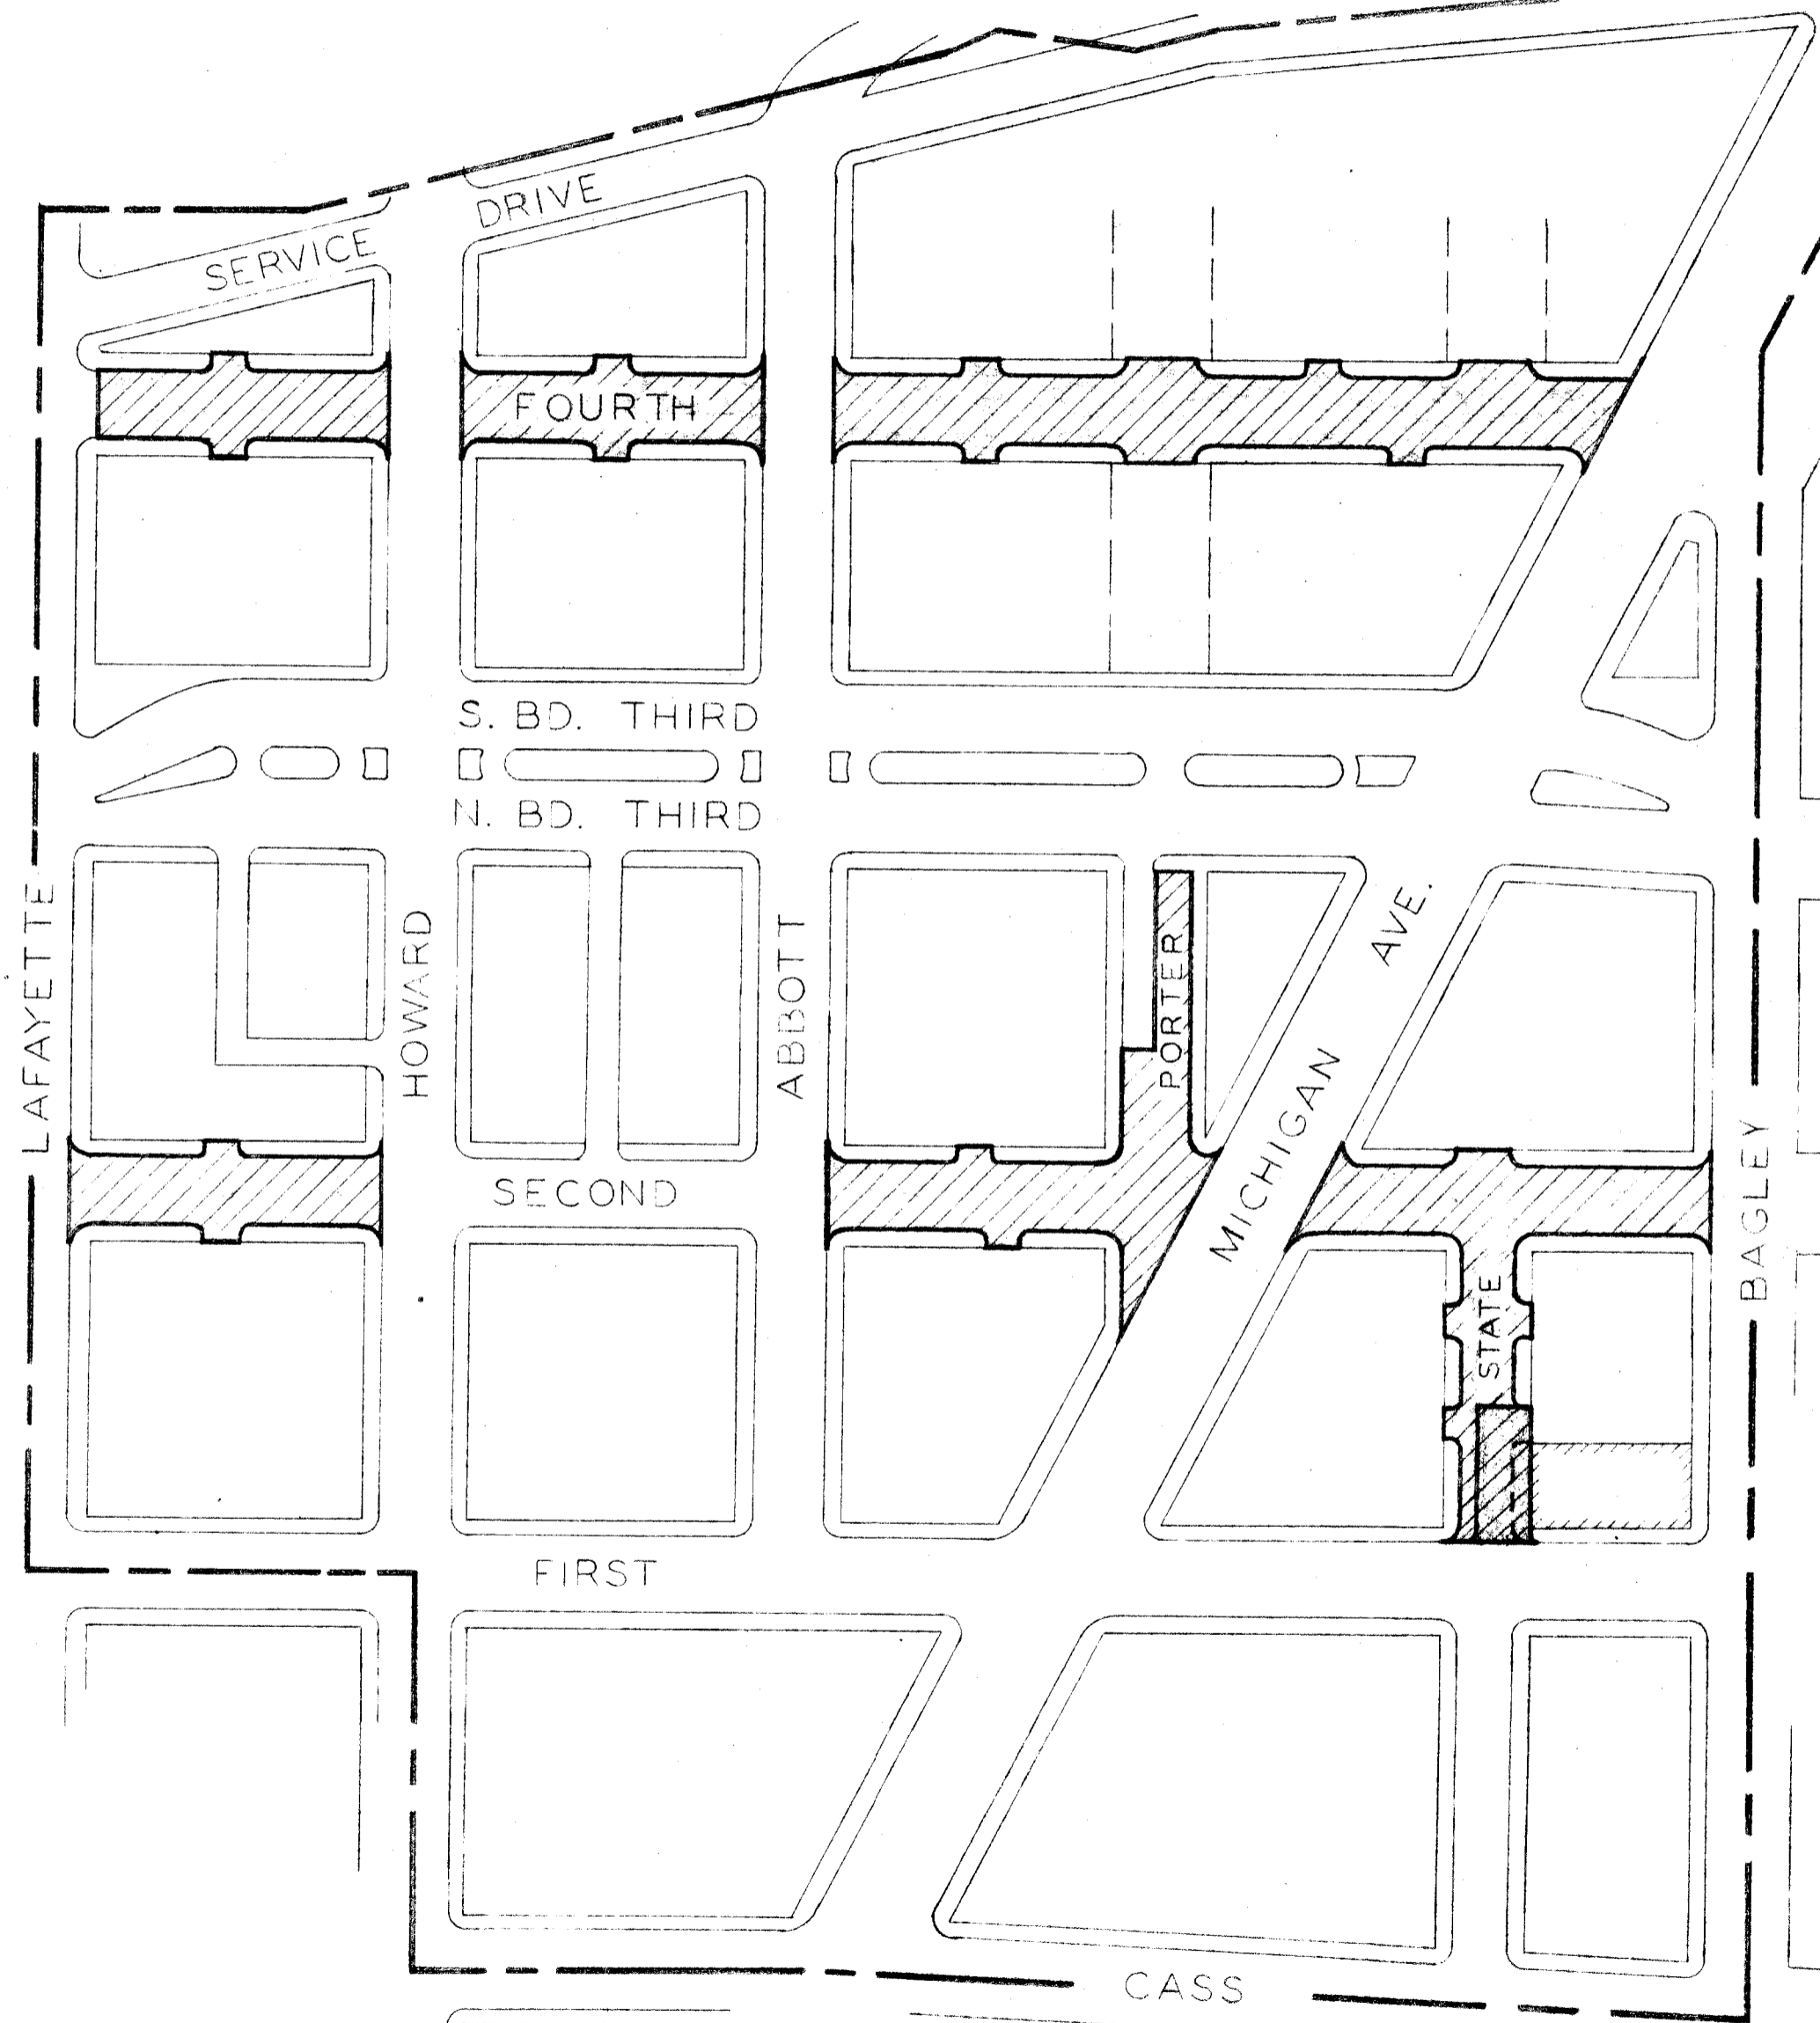 DRIVE
SERVICE
FOURTH
S. BD. THIRD
N. BD. THIRD
LAFAYETTE
HOWARD
ABBOTT
PORTER
MICHIGAN AVE.
BAGLEY
SECOND
STATE
FIRST
CASS